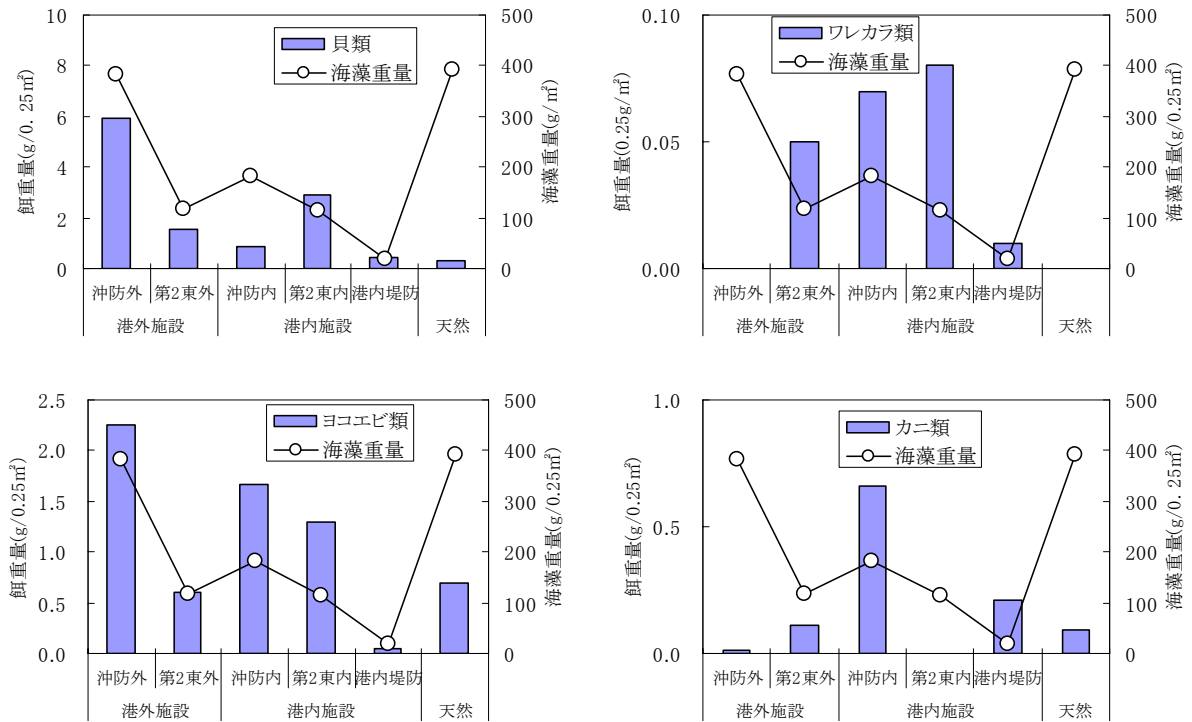 貝類
海藻重量
餌重量(g/0.25㎡)
10
8
6
4
2
0
海藻重量(g/㎡)
500
400
300
200
100
0
沖防外 第2東外 沖防内 第2東内 港内堤防
港外施設 港内施設 天然
ワレカラ類
海藻重量
餌重量(0.25g/㎡)
0.10
0.05
0.00
海藻重量(g/0.25㎡)
500
400
300
200
100
0
沖防外 第2東外 沖防内 第2東内 港内堤防
港外施設 港内施設 天然
ヨコエビ類
海藻重量
餌重量(g/0.25㎡)
2.5
2.0
1.5
1.0
0.5
0.0
海藻重量(g/0.25㎡)
500
400
300
200
100
0
沖防外 第2東外 沖防内 第2東内 港内堤防
港外施設 港内施設 天然
カニ類
海藻重量
餌重量(g/0.25㎡)
1.0
0.5
0.0
海藻重量(g/0.25㎡)
500
400
300
200
100
0
沖防外 第2東外 沖防内 第2東内 港内堤防
港外施設 港内施設 天然